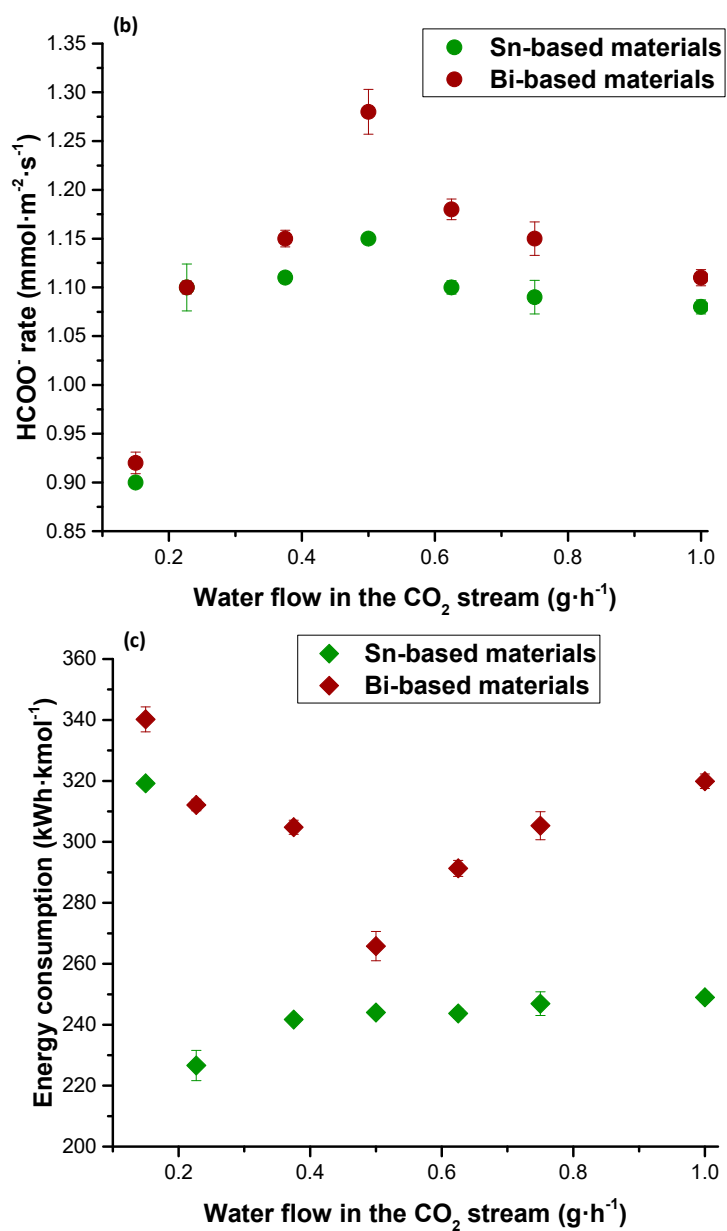 (b)
Sn-based materials
Bi-based materials
1.35
1.30
1.25
1.20
1.15
1.10
1.05
1.00
0.95
0.90
0.85
HCOO⁻ rate (mmol·m⁻²·s⁻¹)
0.2 0.4 0.6 0.8 1.0
Water flow in the CO₂ stream (g·h⁻¹)
(c)
Sn-based materials
Bi-based materials
360
340
320
300
280
260
240
220
200
Energy consumption (kWh·kmol⁻¹)
0.2 0.4 0.6 0.8 1.0
Water flow in the CO₂ stream (g·h⁻¹)